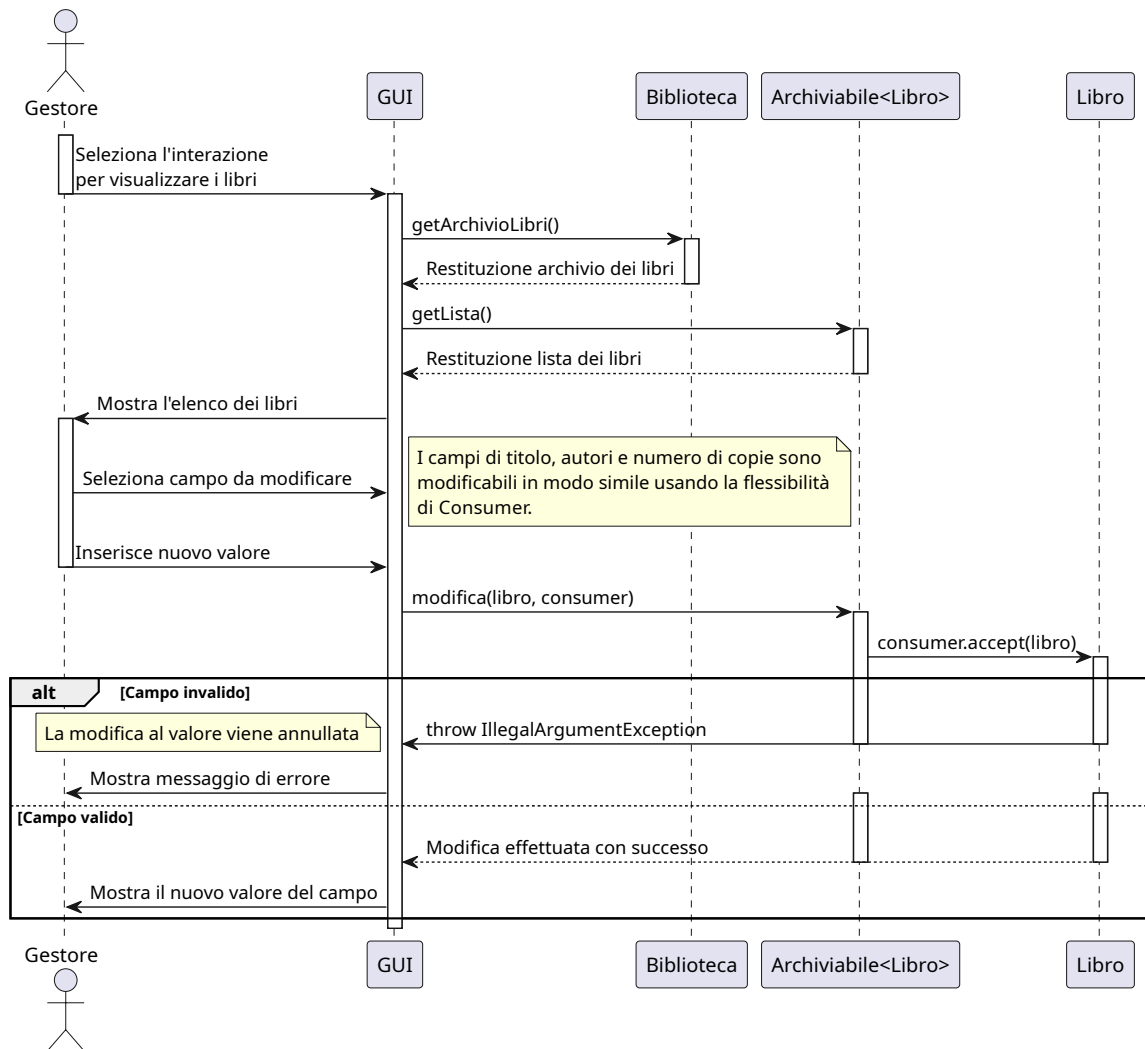 Gestore
GUI
Biblioteca
Archiviabile<Libro>
Libro
Seleziona l'interazione
per visualizzare i libri
getArchivioLibri()
Restituzione archivio dei libri
getLista()
Restituzione lista dei libri
Mostra l'elenco dei libri
I campi di titolo, autori e numero di copie sono
modificabili in modo simile usando la flessibilità
di Consumer.
Seleziona campo da modificare
Inserisce nuovo valore
modifica(libro, consumer)
consumer.accept(libro)
alt
[Campo invalido]
La modifica al valore viene annullata
throw IllegalArgumentException
Mostra messaggio di errore
[Campo valido]
Modifica effettuata con successo
Mostra il nuovo valore del campo
Gestore
GUI
Biblioteca
Archiviabile<Libro>
Libro